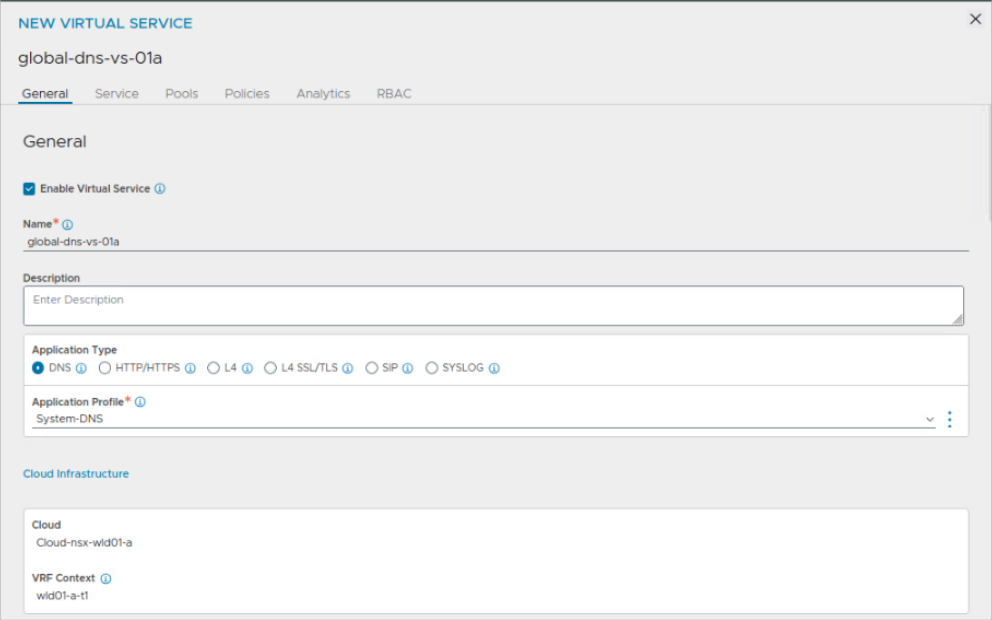 NEW VIRTUAL SERVICE
global-dns-vs-01a
General Service Pools Policies Analytics RBAC
General
Enable Virtual Service
Name*
global-dns-vs-01a
Description
Enter Description
Application Type
DNS HTTP/HTTPS L4 L4 SSL/TLS SIP SYSLOG
Application Profile*
System-DNS
Cloud Infrastructure
Cloud
Cloud-nsx-wld01-a
VRF Context
wld01-a-t1